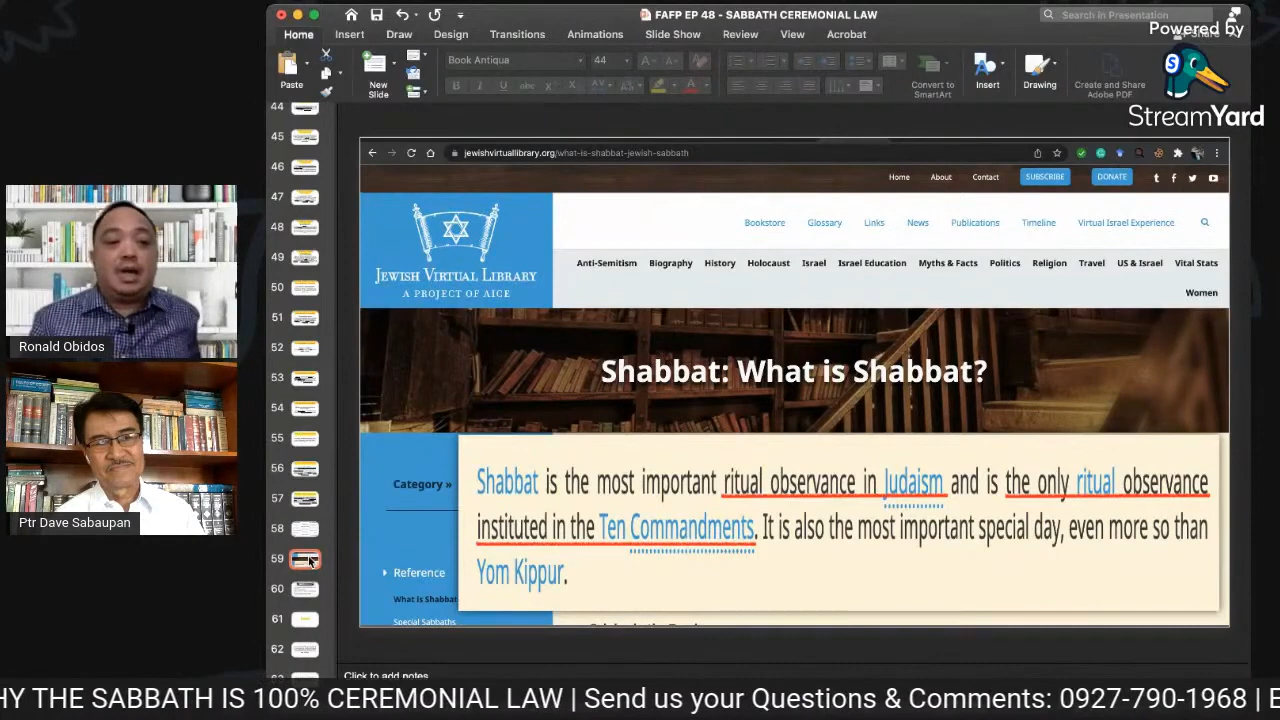 FAFP EP 48 - SABBATH CEREMONIAL LAW
Search in Presentation
Powered by
StreamYard
Home Insert Draw Design Transitions Animations Slide Show Review View Acrobat
Share
Paste
New Slide
Book Antiqua
44
Convert to SmartArt
Insert
Drawing
Create and Share Adobe PDF
44
45
46
47
48
49
50
51
52
53
54
55
56
57
58
59
60
61
62
jewishvirtuallibrary.org/what-is-shabbat-jewish-sabbath
Home About Contact SUBSCRIBE DONATE
Bookstore Glossary Links News Publications Timeline Virtual Israel Experience
JEWISH VIRTUAL LIBRARY
A PROJECT OF AICE
Anti-Semitism Biography History Holocaust Israel Israel Education Myths & Facts Politics Religion Travel US & Israel Vital Stats
Women
Shabbat: What is Shabbat?
Category »
Reference
What is Shabbat
Special Sabbaths
Shabbat is the most important ritual observance in Judaism and is the only ritual observance
instituted in the Ten Commandments. It is also the most important special day, even more so than
Yom Kippur.
Click to add notes
Ronald Obidos
Ptr Dave Sabaupan
HY THE SABBATH IS 100% CEREMONIAL LAW | Send us your Questions & Comments: 0927-790-1968 | E